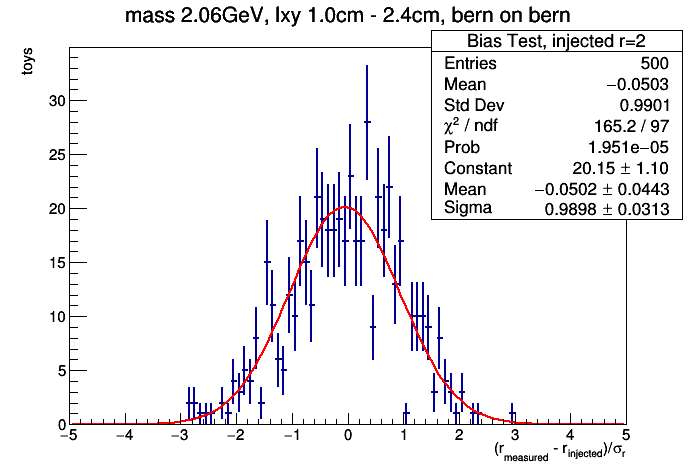 mass 2.06GeV, lxy 1.0cm - 2.4cm, bern on bern
Bias Test, injected r=2
Entries 500
Mean −0.0503
Std Dev 0.9901
χ² / ndf 165.2 / 97
Prob 1.951e−05
Constant 20.15 ± 1.10
Mean −0.0502 ± 0.0443
Sigma 0.9898 ± 0.0313
toys
30
25
20
15
10
5
0
−5 −4 −3 −2 −1 0 1 2 3 4 5
(r_measured - r_injected)/σ_r